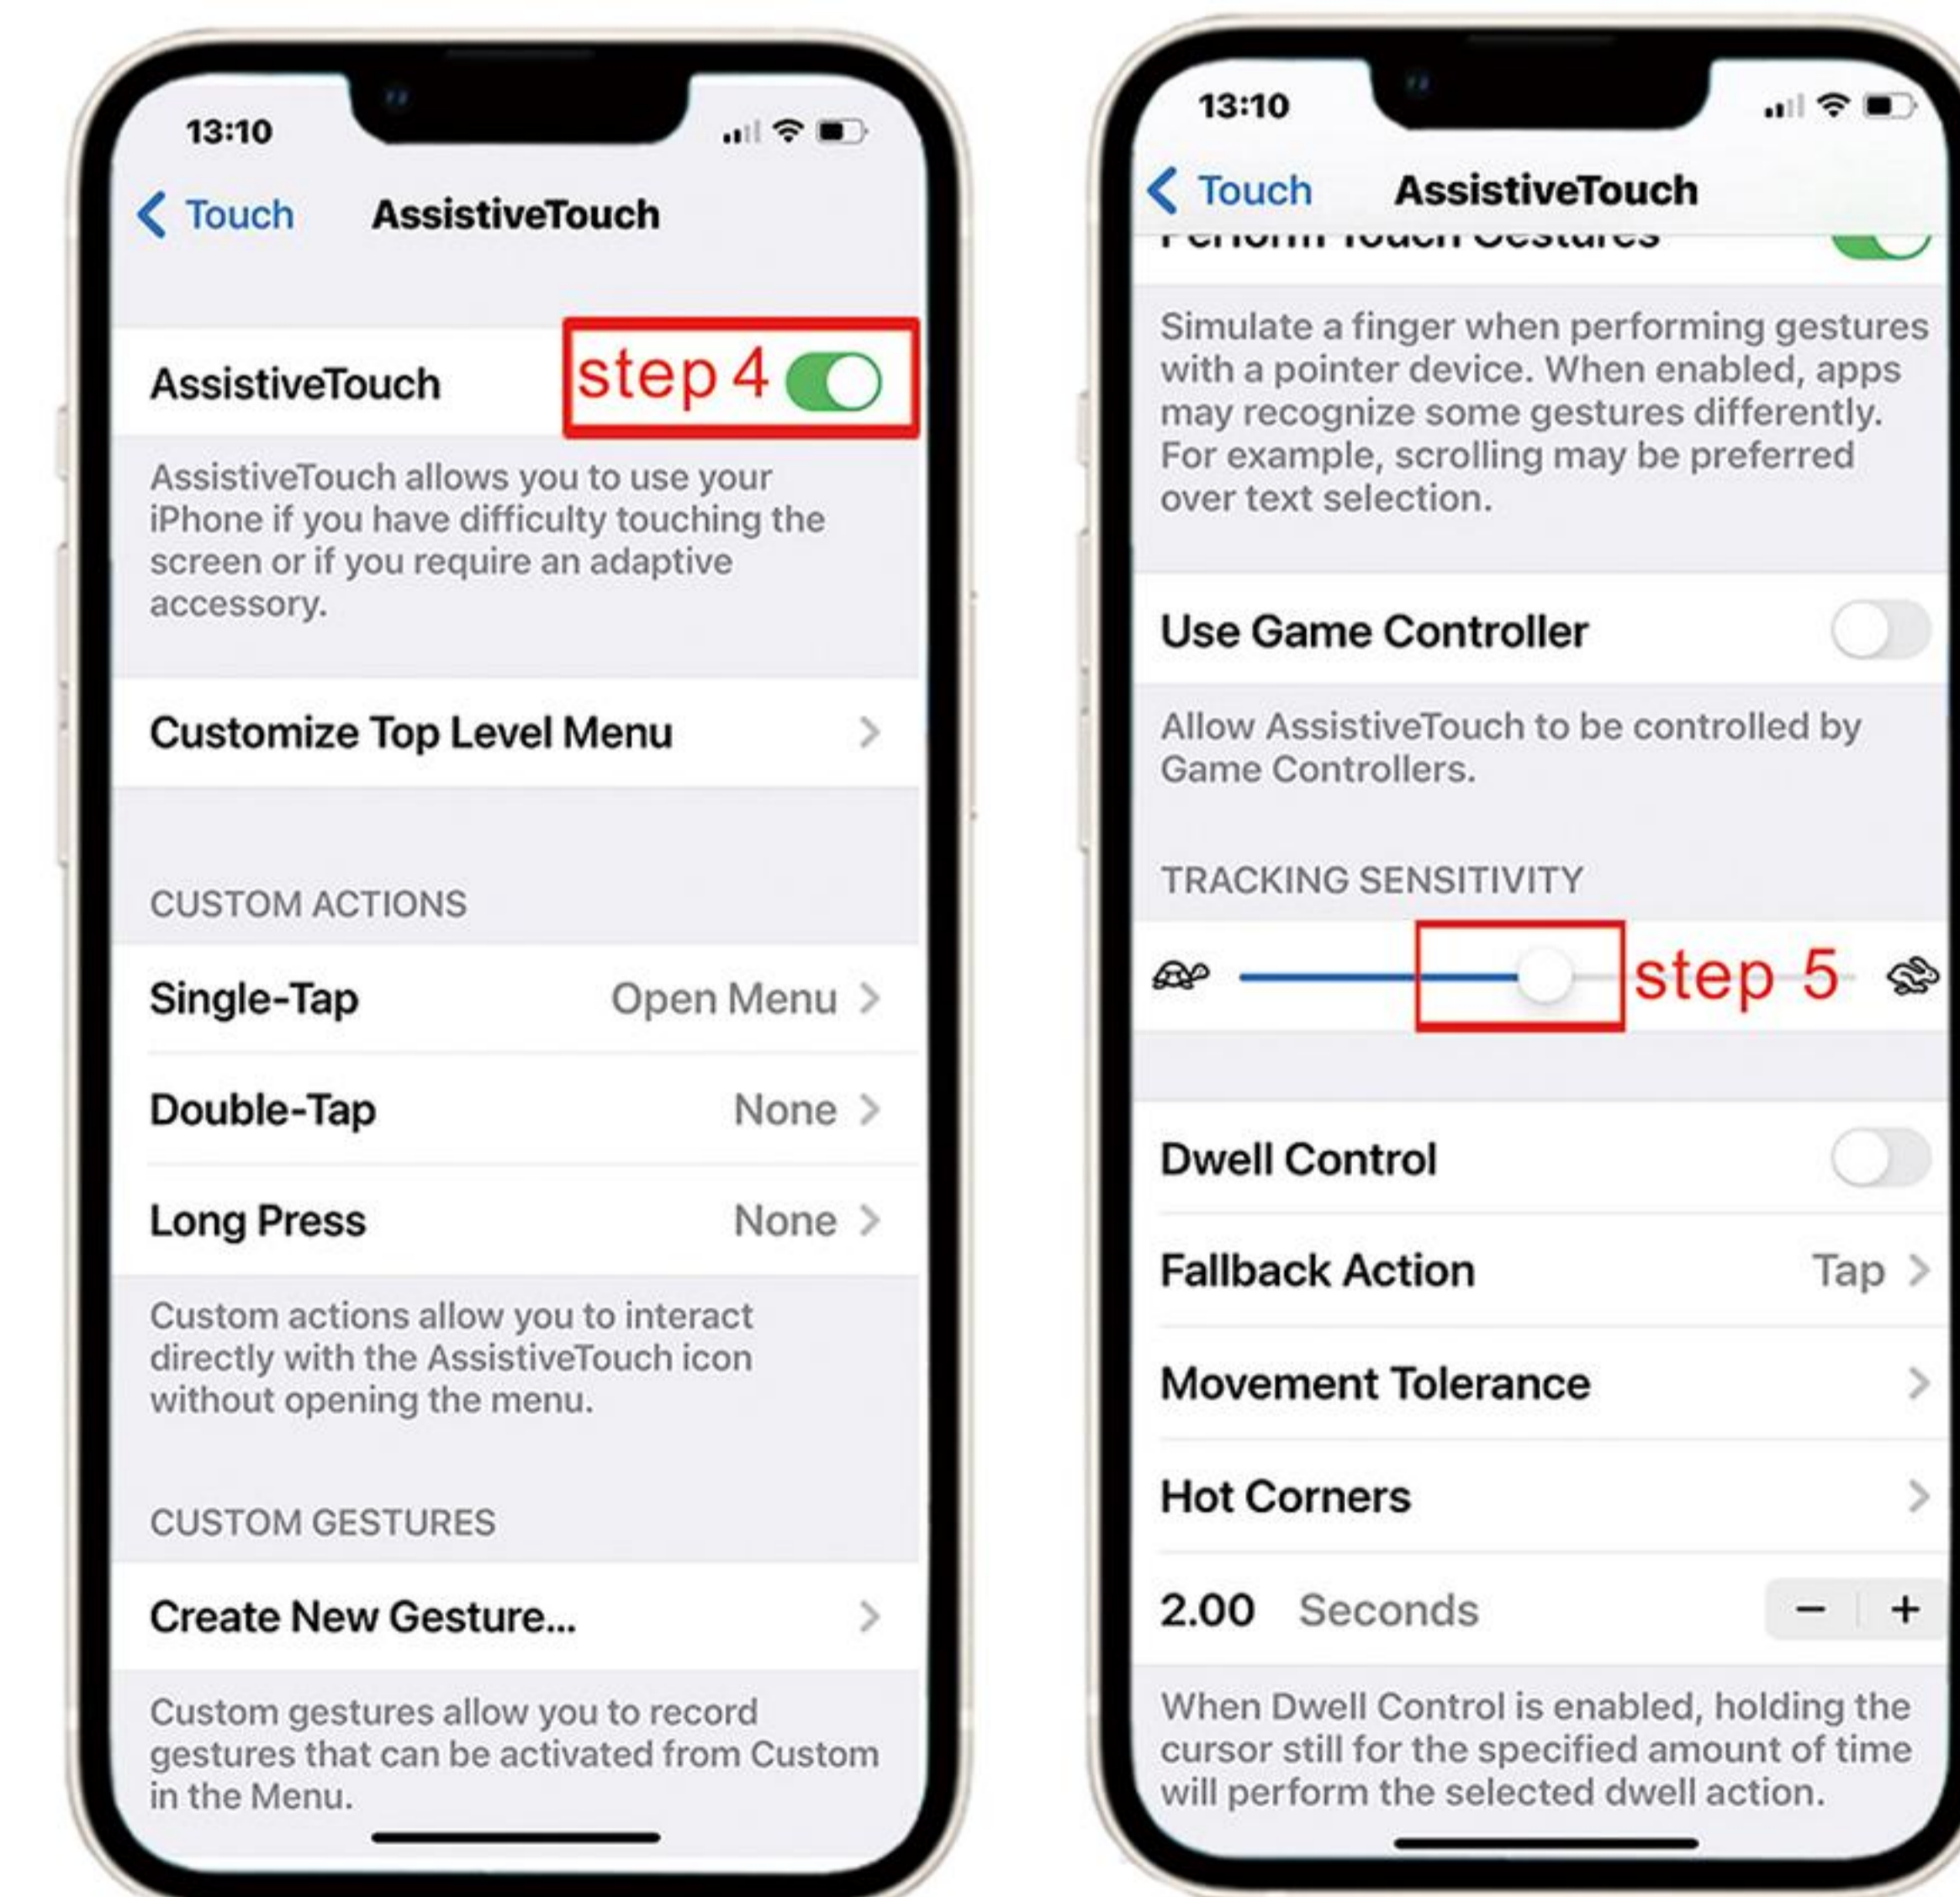 13:10
Touch
AssistiveTouch
AssistiveTouch
step 4
AssistiveTouch allows you to use your
iPhone if you have difficulty touching the
screen or if you require an adaptive
accessory.
Customize Top Level Menu
CUSTOM ACTIONS
Single-Tap
Open Menu
Double-Tap
None
Long Press
None
Custom actions allow you to interact
directly with the AssistiveTouch icon
without opening the menu.
CUSTOM GESTURES
Create New Gesture...
Custom gestures allow you to record
gestures that can be activated from Custom
in the Menu.
13:10
Touch
AssistiveTouch
Perform Touch Gestures
Simulate a finger when performing gestures
with a pointer device. When enabled, apps
may recognize some gestures differently.
For example, scrolling may be preferred
over text selection.
Use Game Controller
Allow AssistiveTouch to be controlled by
Game Controllers.
TRACKING SENSITIVITY
step 5
Dwell Control
Fallback Action
Tap
Movement Tolerance
Hot Corners
2.00 Seconds
− +
When Dwell Control is enabled, holding the
cursor still for the specified amount of time
will perform the selected dwell action.